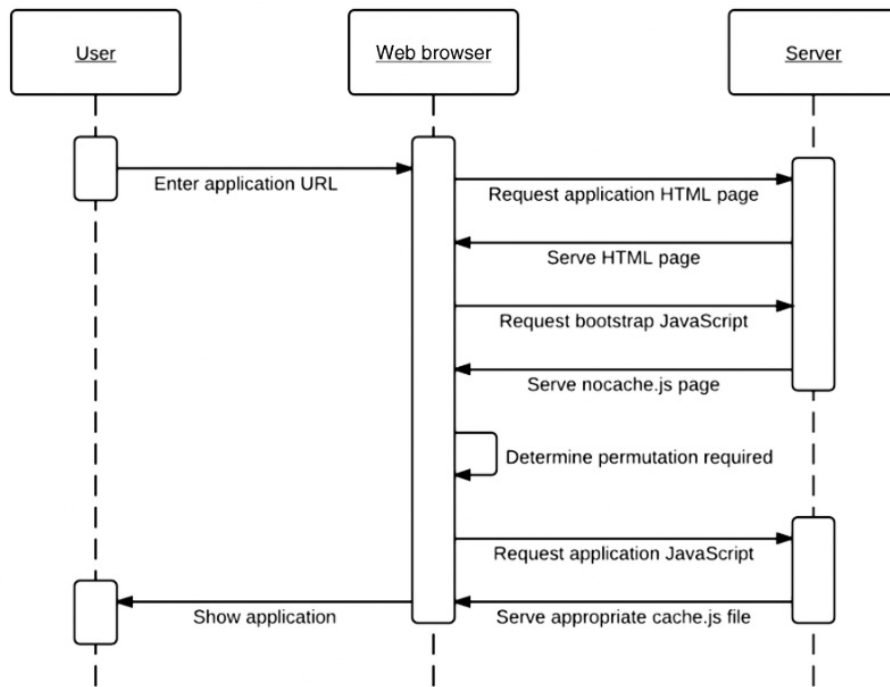 User
Web browser
Server
Enter application URL
Request application HTML page
Serve HTML page
Request bootstrap JavaScript
Serve nocache.js page
Determine permutation required
Request application JavaScript
Show application
Serve appropriate cache.js file